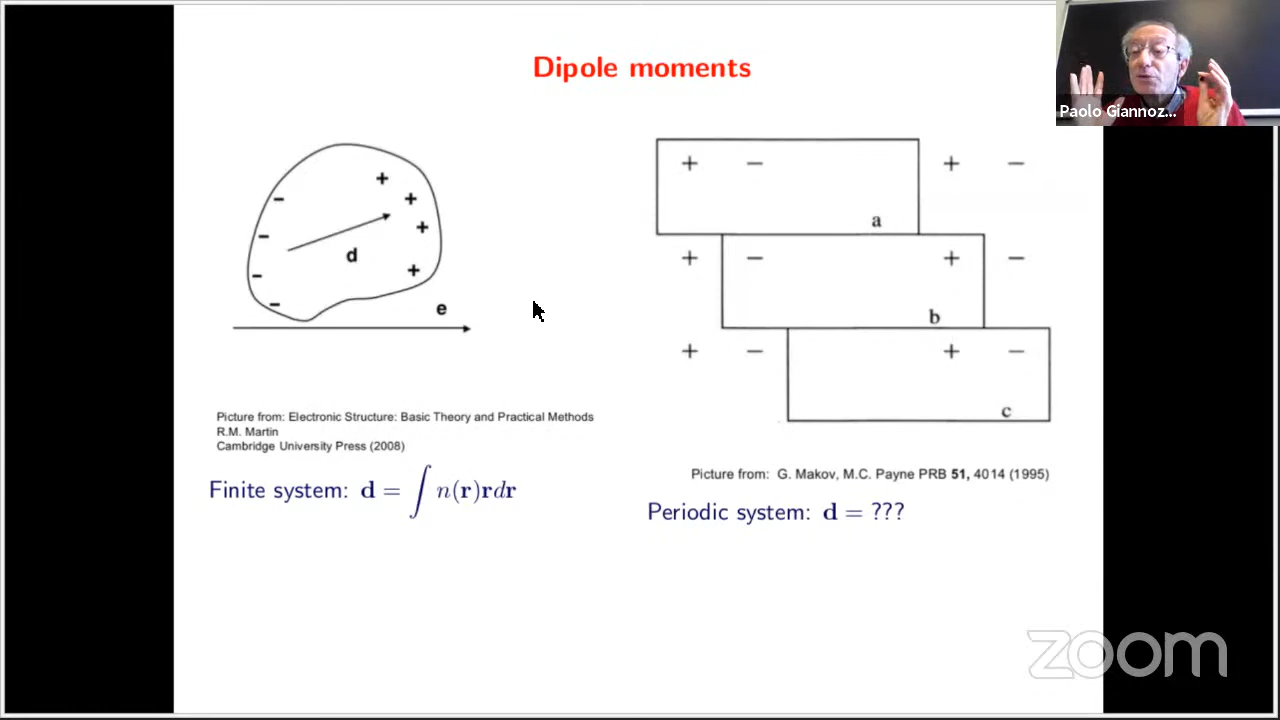 Dipole moments
Paolo Giannoz...
+ − + −
a
+ − + −
b
+ − + −
c
− − − −
+ + + +
d
e
Picture from: Electronic Structure: Basic Theory and Practical Methods
R.M. Martin
Cambridge University Press (2008)
Finite system: d = ∫ n(r)rdr
Picture from: G. Makov, M.C. Payne PRB 51, 4014 (1995)
Periodic system: d = ???
zoom